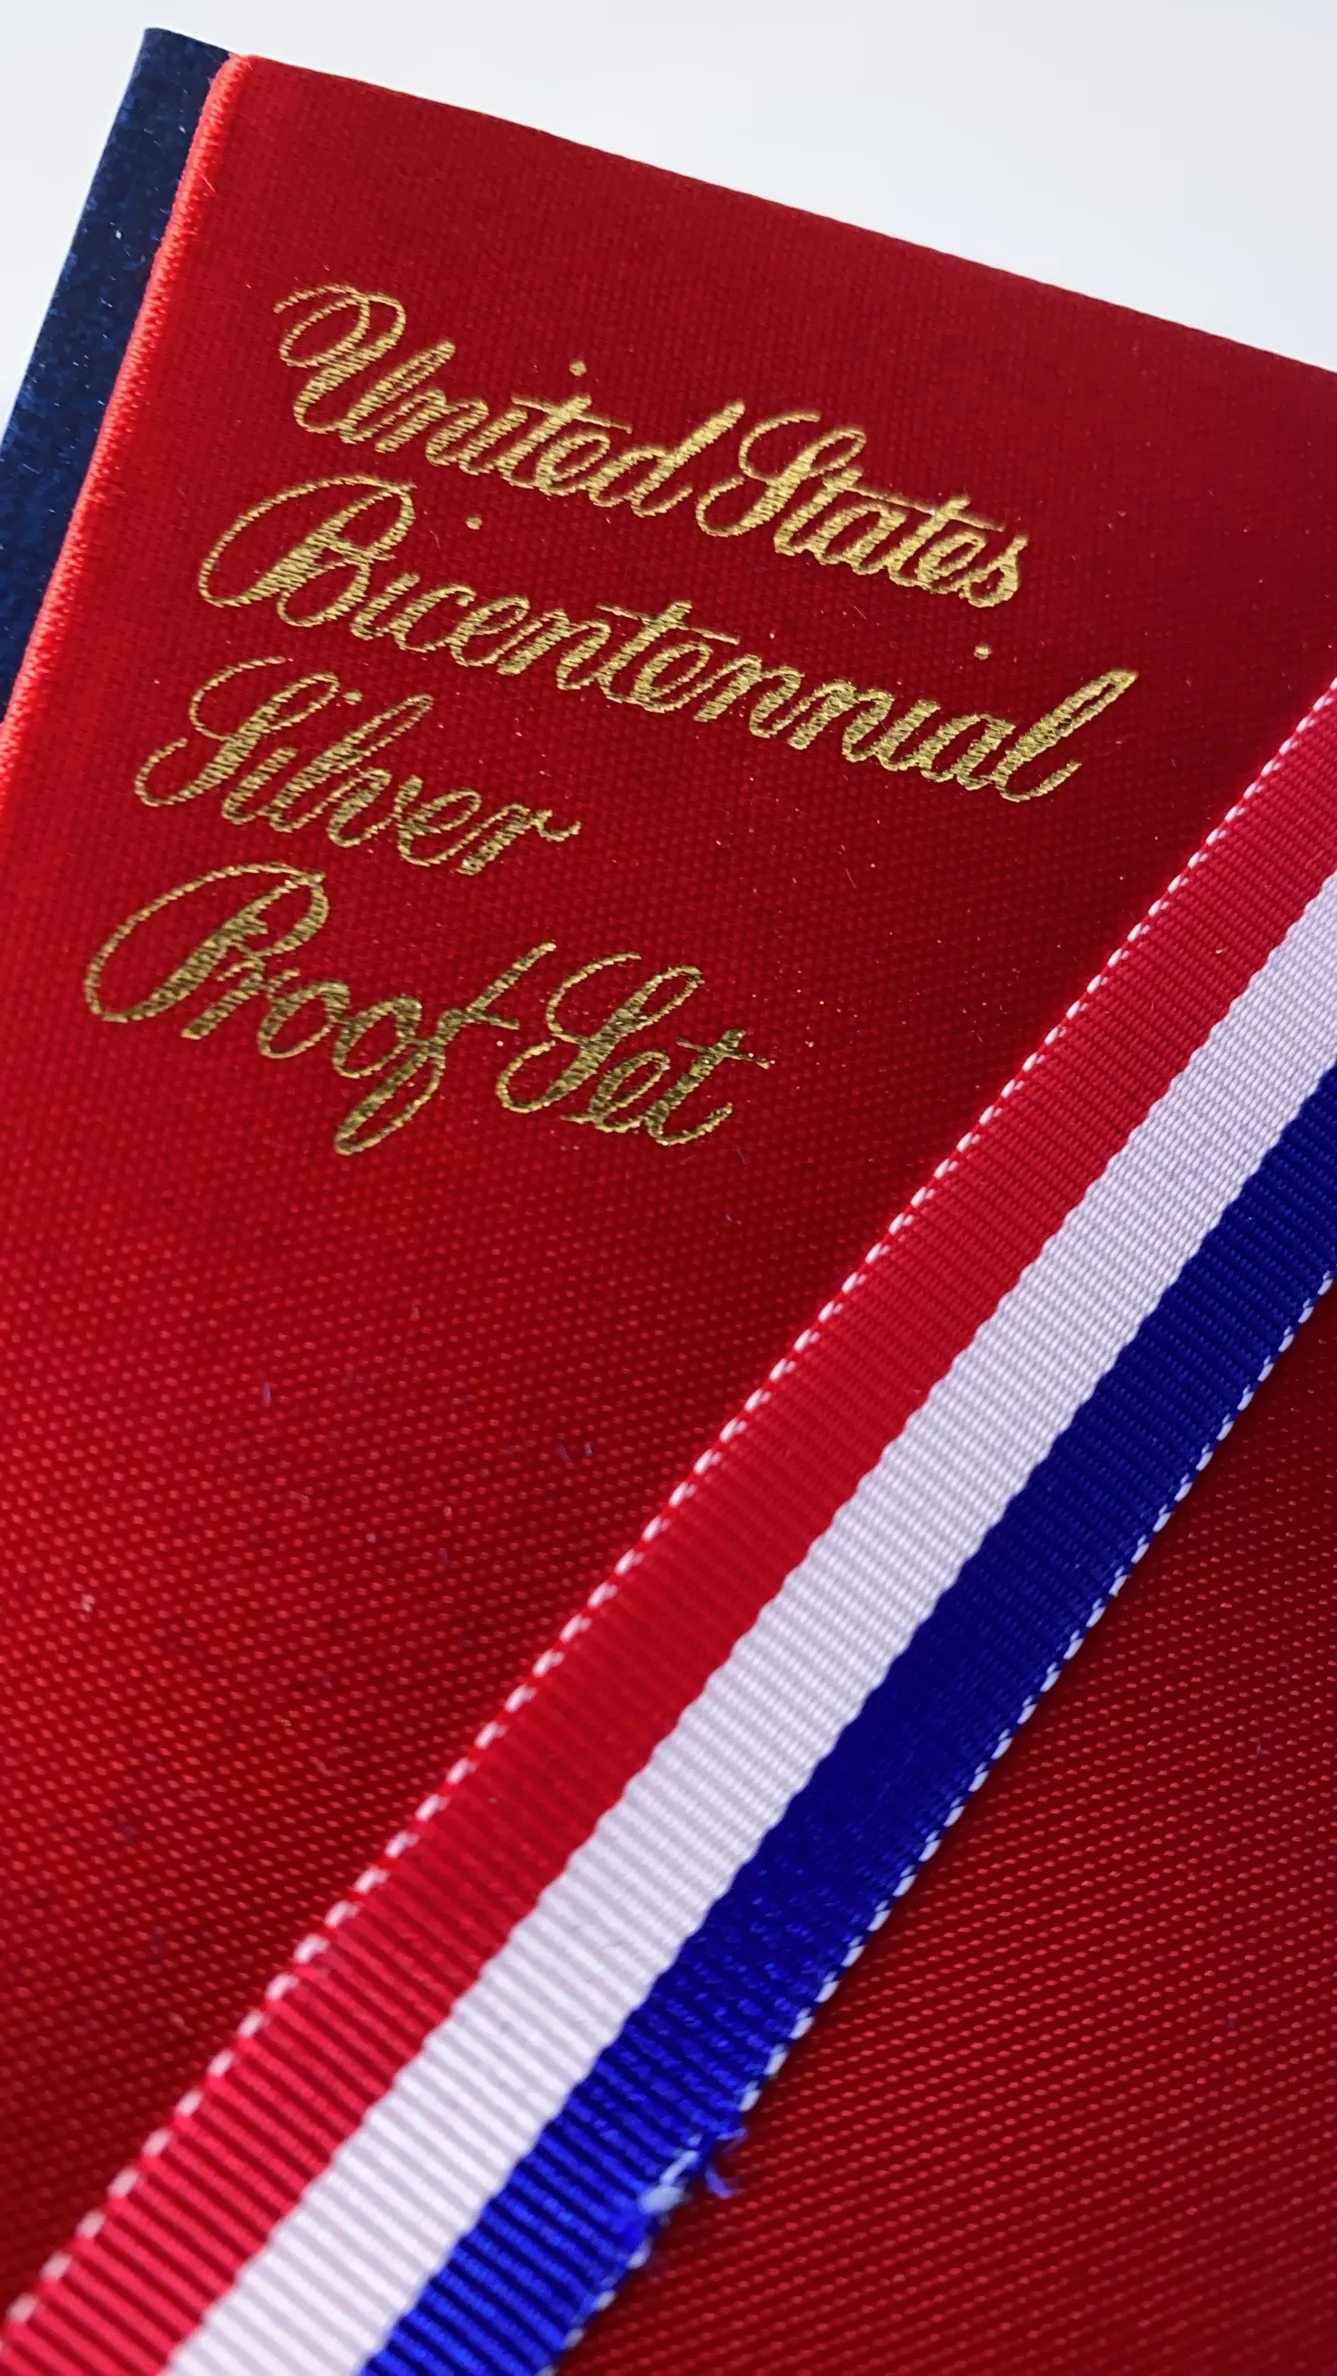 United States
Bicentennial
Silver
Proof Set